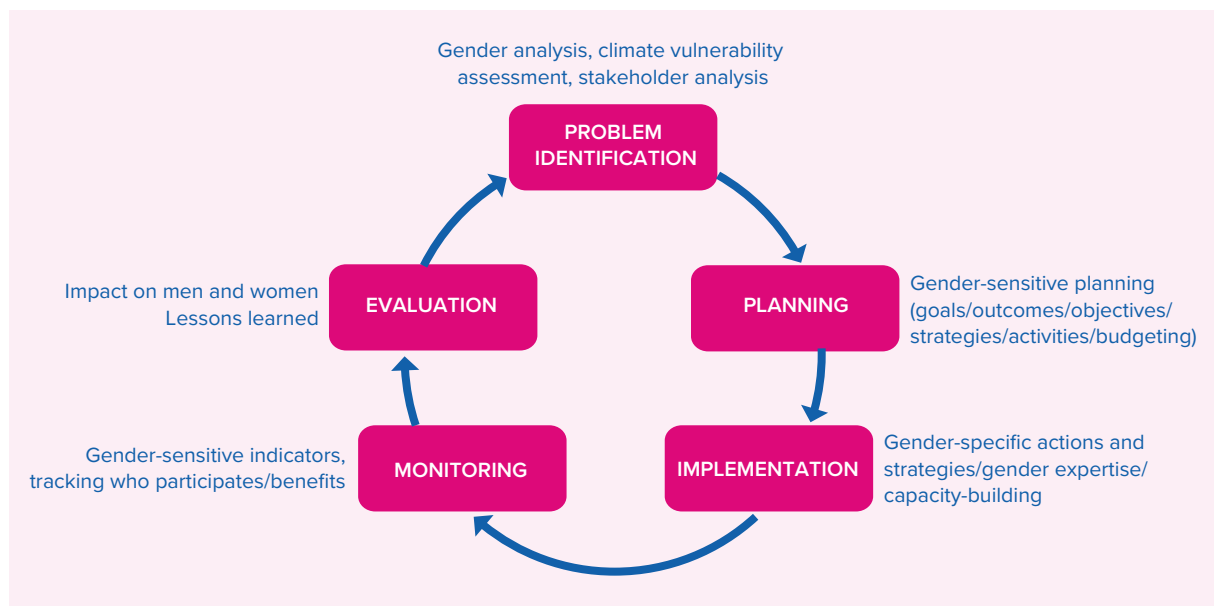 Gender analysis, climate vulnerability
assessment, stakeholder analysis
PROBLEM
IDENTIFICATION
PLANNING
Gender-sensitive planning
(goals/outcomes/objectives/
strategies/activities/budgeting)
IMPLEMENTATION
Gender-specific actions and
strategies/gender expertise/
capacity-building
MONITORING
Gender-sensitive indicators,
tracking who participates/benefits
EVALUATION
Impact on men and women
Lessons learned